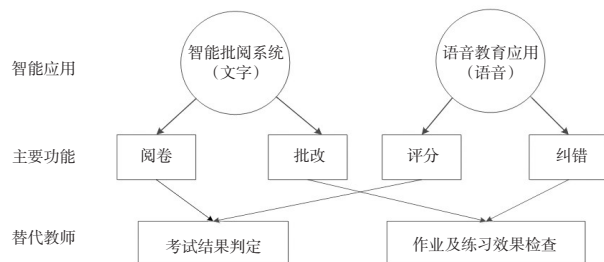 智能应用
智能批阅系统
（文字）
语音教育应用
（语音）
主要功能
阅卷
批改
评分
纠错
替代教师
考试结果判定
作业及练习效果检查